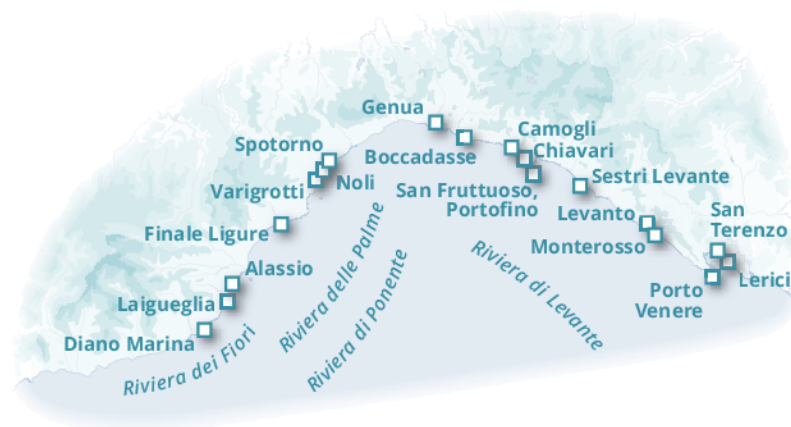 Genua
Camogli
Spotorno
Boccadasse
Chiavari
Noli
Varigrotti
San Fruttuoso,
Portofino
Sestri Levante
Levanto
San
Terenzo
Finale Ligure
Monterosso
Alassio
Lerici
Laigueglia
Porto
Venere
Diano Marina
Riviera dei Fiori
Riviera delle Palme
Riviera di Ponente
Riviera di Levante